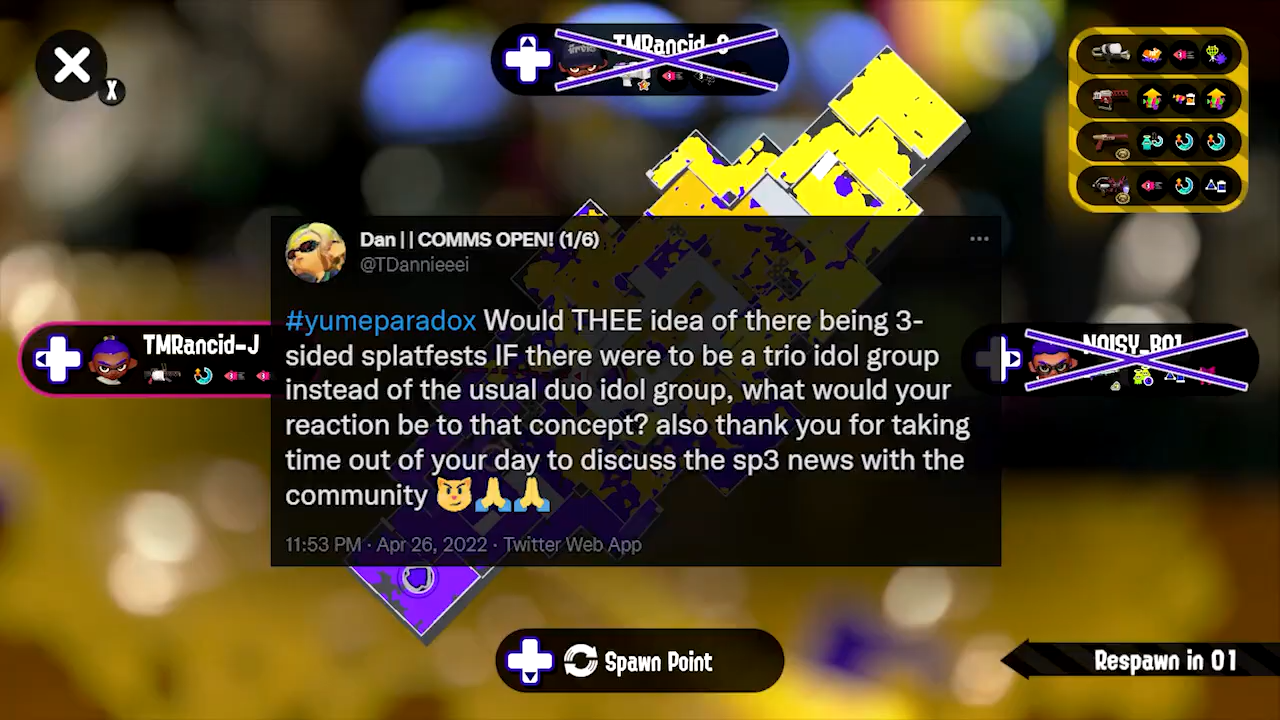 X
TMRancid-J
NOISY_BOI
Dan || COMMS OPEN! (1/6)
@TDannieeei
#yumeparadox Would THEE idea of there being 3-
sided splatfests IF there were to be a trio idol group
instead of the usual duo idol group, what would your
reaction be to that concept? also thank you for taking
time out of your day to discuss the sp3 news with the
community 😼🙏🙏
11:53 PM · Apr 26, 2022 · Twitter Web App
Spawn Point
Respawn in 01